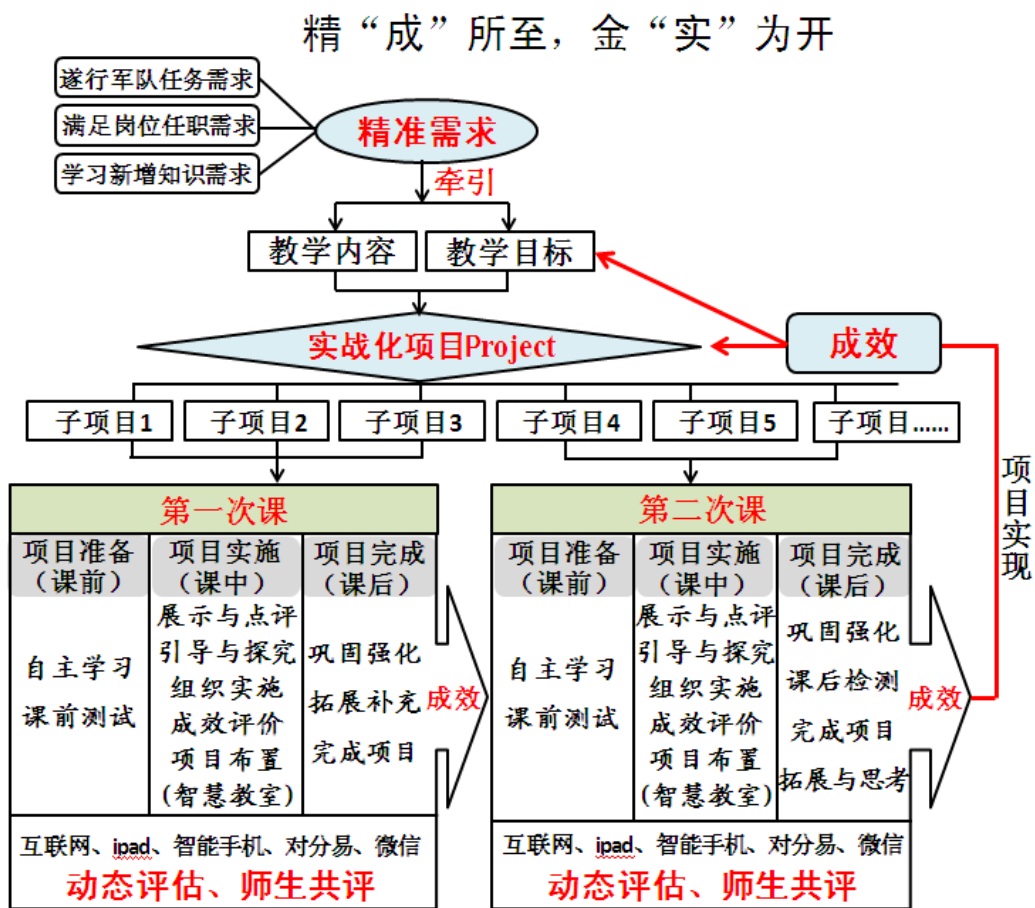 精“成”所至，金“实”为开
遂行军队任务需求
满足岗位任职需求
学习新增知识需求
精准需求
牵引
教学内容
教学目标
实战化项目Project
成效
子项目1
子项目2
子项目3
子项目4
子项目5
子项目……
项目实现
第一次课
项目准备
（课前）
自主学习
课前测试
项目实施
（课中）
展示与点评
引导与探究
组织实施
成效评价
项目布置
(智慧教室)
项目完成
（课后）
巩固强化
拓展补充
完成项目
成效
互联网、ipad、智能手机、对分易、微信
动态评估、师生共评
第二次课
项目准备
（课前）
自主学习
课前测试
项目实施
（课中）
展示与点评
引导与探究
组织实施
成效评价
项目布置
(智慧教室)
项目完成
（课后）
巩固强化
课后检测
完成项目
拓展与思考
成效
互联网、ipad、智能手机、对分易、微信
动态评估、师生共评